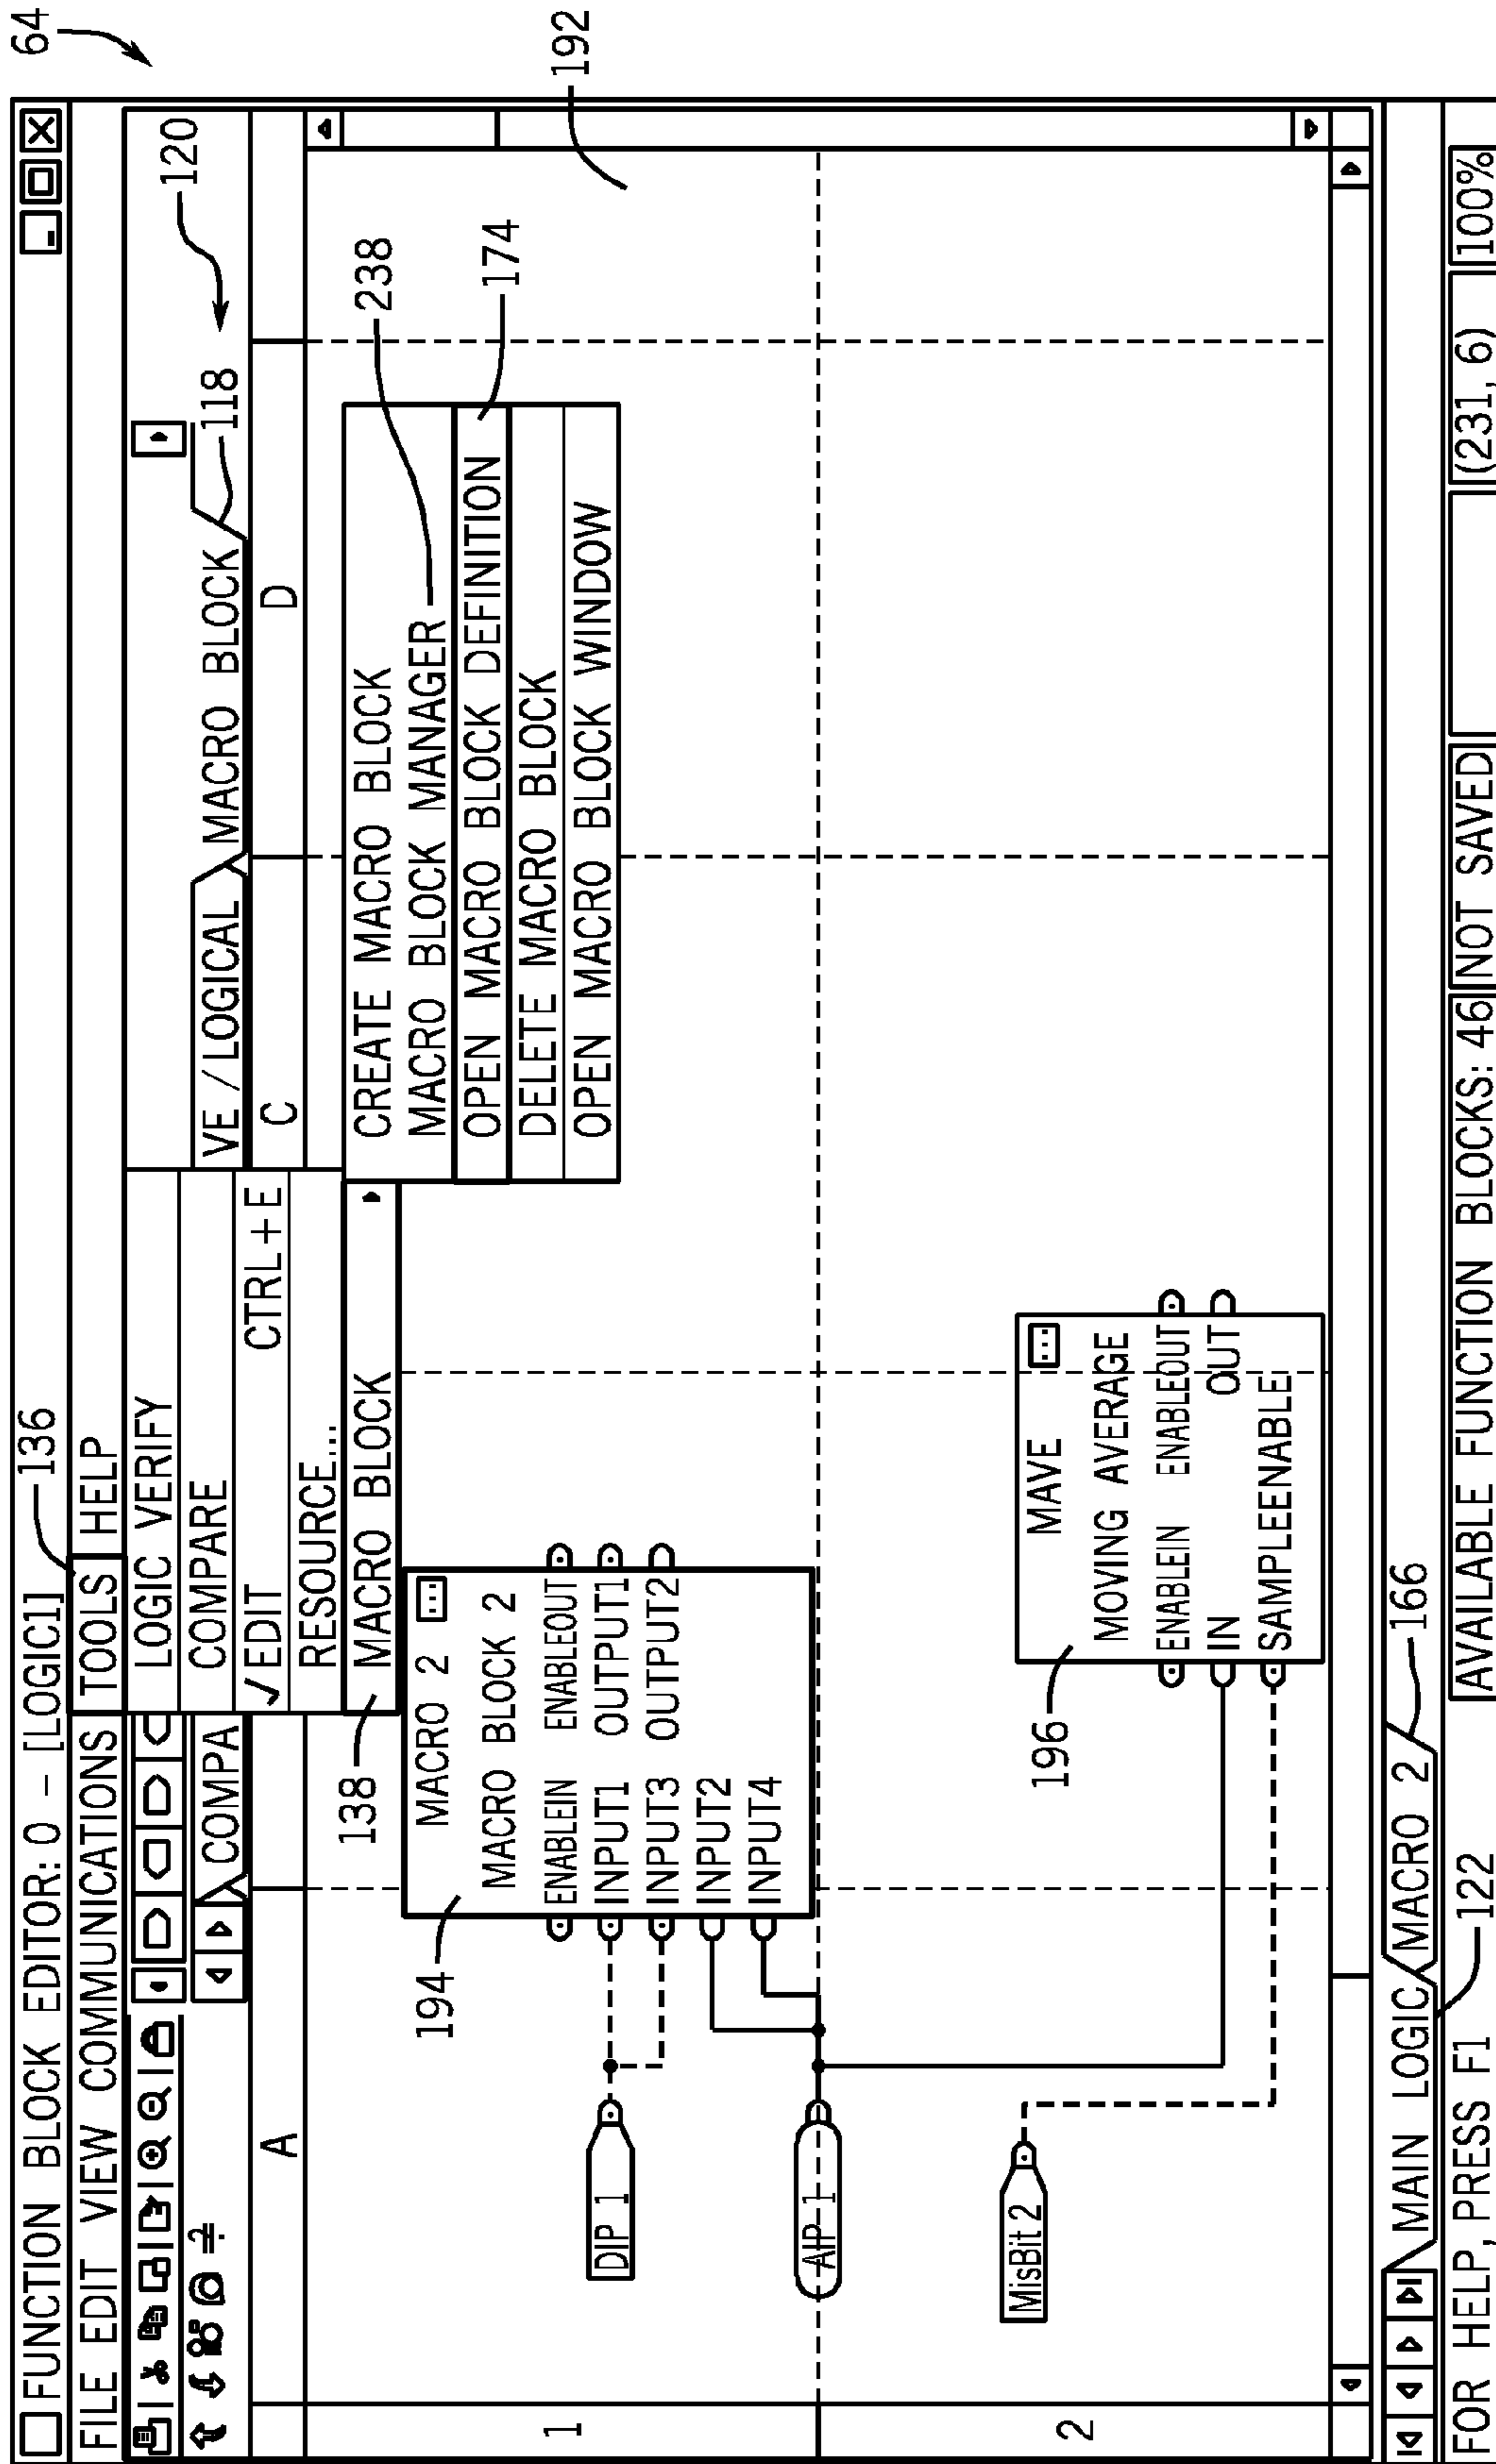 64
136
FUNCTION BLOCK EDITOR: 0 - [LOGIC1]
FILE EDIT VIEW COMMUNICATIONS TOOLS HELP
LOGIC VERIFY
COMPARE
√ EDIT CTRL+E
RESOURCE...
MACRO BLOCK
138
COMPA
VE / LOGICAL
MACRO BLOCK
118
120
A
C
D
1
2
CREATE MACRO BLOCK
MACRO BLOCK MANAGER
238
OPEN MACRO BLOCK DEFINITION
174
DELETE MACRO BLOCK
OPEN MACRO BLOCK WINDOW
192
194
MACRO 2
...
MACRO BLOCK 2
ENABLEIN ENABLEOUT
INPUT1 OUTPUT1
INPUT3 OUTPUT2
INPUT2
INPUT4
DIP 1
AIP 1
MisBit 2
196
MAVE
...
MOVING AVERAGE
ENABLEIN ENABLEOUT
IN OUT
SAMPLEENABLE
MAIN LOGIC
MACRO 2
166
122
FOR HELP, PRESS F1
AVAILABLE FUNCTION BLOCKS: 46
NOT SAVED
(231, 6)
100%